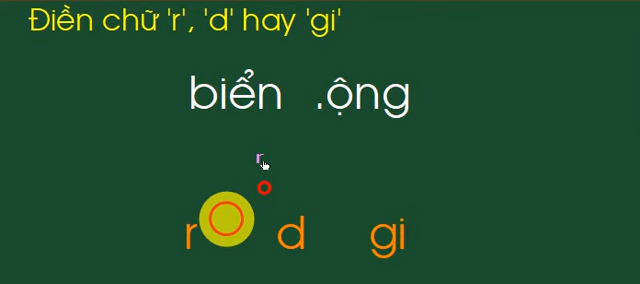 Điền chữ 'r', 'd' hay 'gi'
biển .ộng
r
r d gi